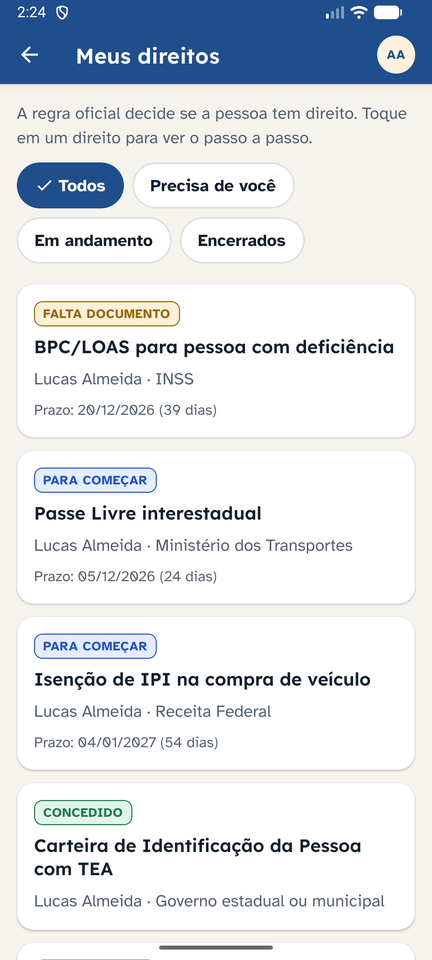 2:24
Meus direitos
AA
A regra oficial decide se a pessoa tem direito. Toque
em um direito para ver o passo a passo.
Todos
Precisa de você
Em andamento
Encerrados
FALTA DOCUMENTO
BPC/LOAS para pessoa com deficiência
Lucas Almeida · INSS
Prazo: 20/12/2026 (39 dias)
PARA COMEÇAR
Passe Livre interestadual
Lucas Almeida · Ministério dos Transportes
Prazo: 05/12/2026 (24 dias)
PARA COMEÇAR
Isenção de IPI na compra de veículo
Lucas Almeida · Receita Federal
Prazo: 04/01/2027 (54 dias)
CONCEDIDO
Carteira de Identificação da Pessoa
com TEA
Lucas Almeida · Governo estadual ou municipal